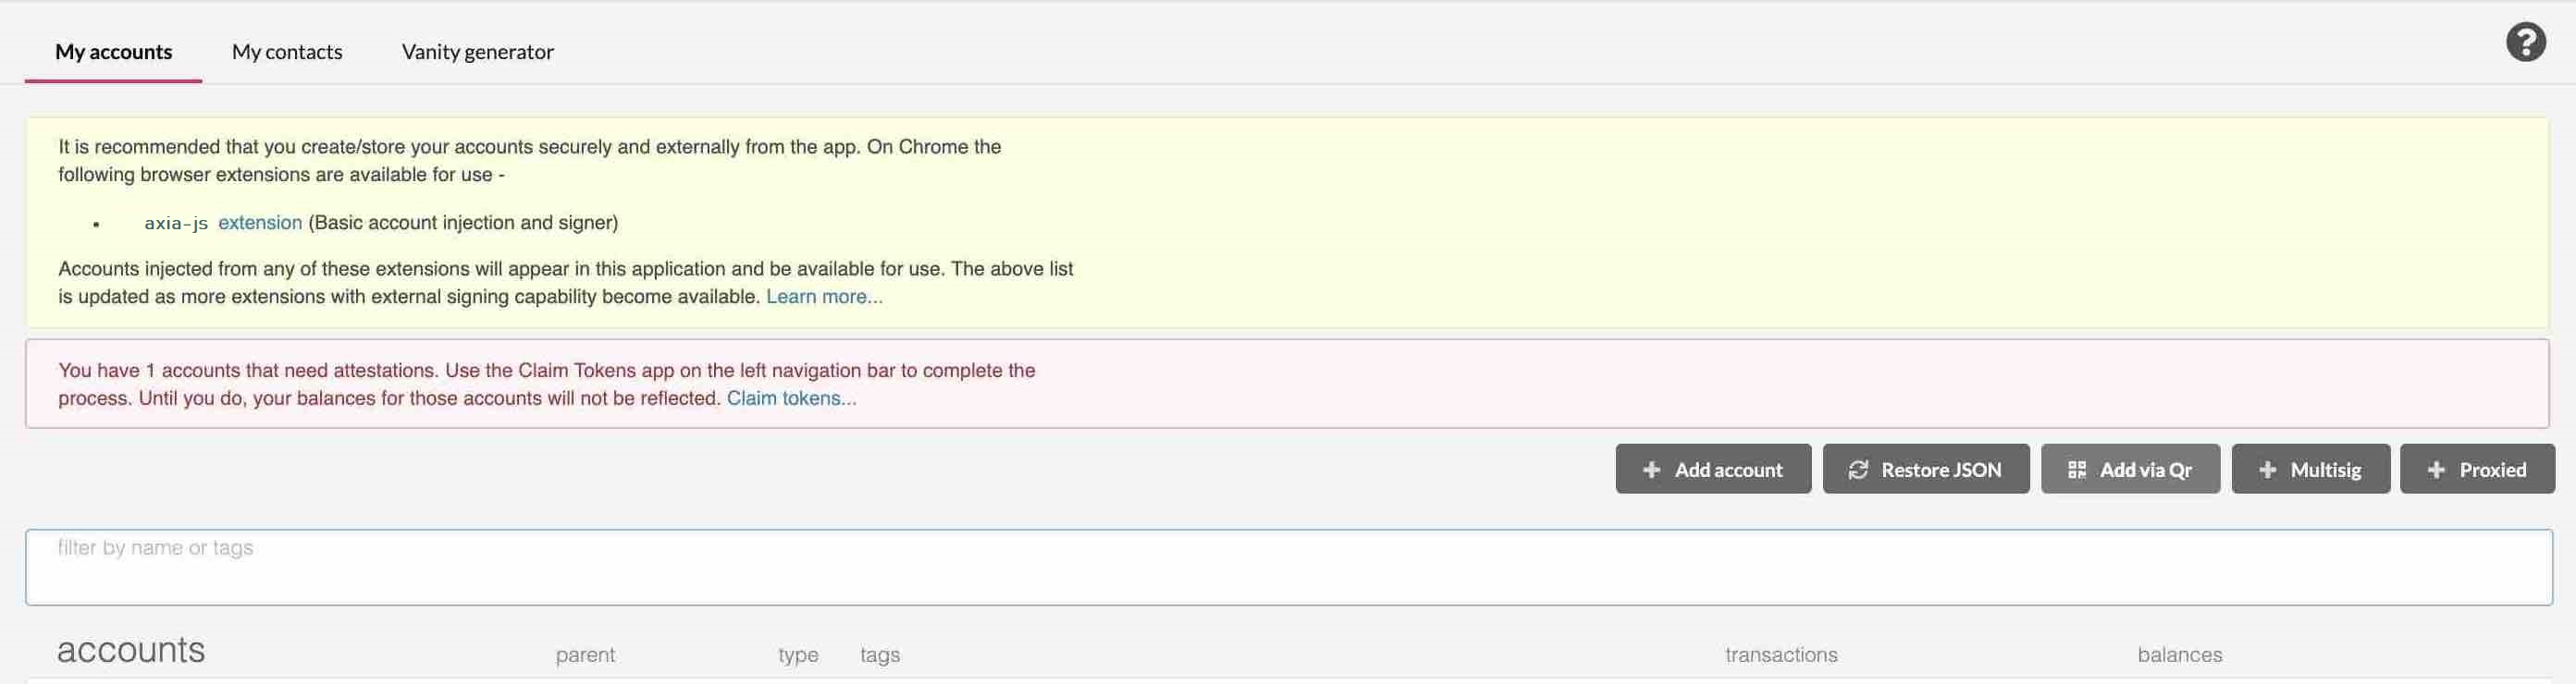 My accounts My contacts Vanity generator
It is recommended that you create/store your accounts securely and externally from the app. On Chrome the
following browser extensions are available for use -
▪ axia-js extension (Basic account injection and signer)
Accounts injected from any of these extensions will appear in this application and be available for use. The above list
is updated as more extensions with external signing capability become available. Learn more...
You have 1 accounts that need attestations. Use the Claim Tokens app on the left navigation bar to complete the
process. Until you do, your balances for those accounts will not be reflected. Claim tokens...
Add account Restore JSON Add via Qr Multisig Proxied
filter by name or tags
accounts parent type tags transactions balances